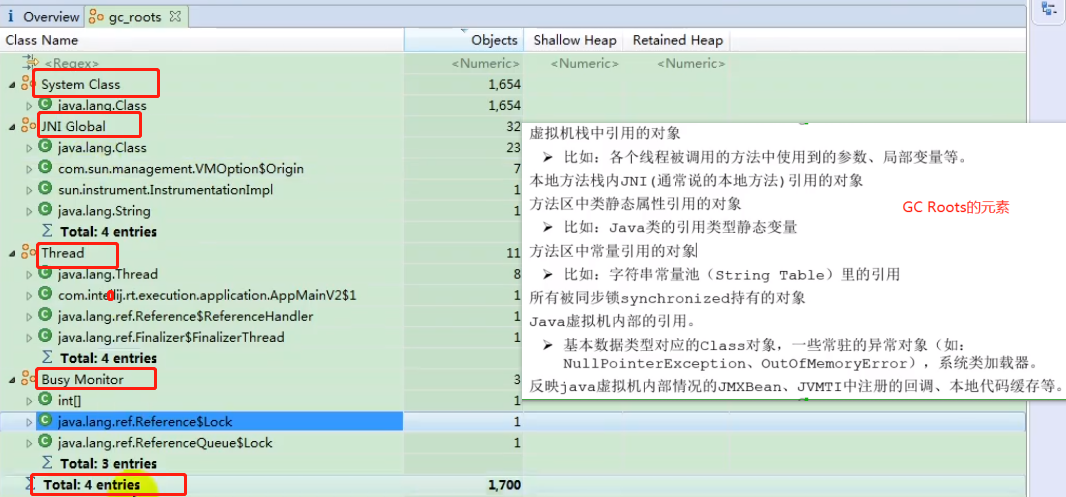 Overview gc_roots
Class Name Objects Shallow Heap Retained Heap
<Regex> <Numeric> <Numeric> <Numeric>
System Class 1,654
java.lang.Class 1,654
JNI Global 32
java.lang.Class 23
com.sun.management.VMOption$Origin 7
sun.instrument.InstrumentationImpl 1
java.lang.String 1
Σ Total: 4 entries
Thread 11
java.lang.Thread 8
com.intellij.rt.execution.application.AppMainV2$1 1
java.lang.ref.Reference$ReferenceHandler 1
java.lang.ref.Finalizer$FinalizerThread 1
Σ Total: 4 entries
Busy Monitor 3
int[] 1
java.lang.ref.Reference$Lock 1
java.lang.ref.ReferenceQueue$Lock 1
Σ Total: 3 entries
Σ Total: 4 entries 1,700
虚拟机栈中引用的对象
➢ 比如：各个线程被调用的方法中使用到的参数、局部变量等。
本地方法栈内JNI(通常说的本地方法)引用的对象
方法区中类静态属性引用的对象
➢ 比如：Java类的引用类型静态变量
方法区中常量引用的对象
➢ 比如：字符串常量池（String Table）里的引用
所有被同步锁synchronized持有的对象
Java虚拟机内部的引用。
➢ 基本数据类型对应的Class对象，一些常驻的异常对象（如：
NullPointerException、OutOfMemoryError），系统类加载器。
反映java虚拟机内部情况的JMXBean、JVMTI中注册的回调、本地代码缓存等。
GC Roots的元素